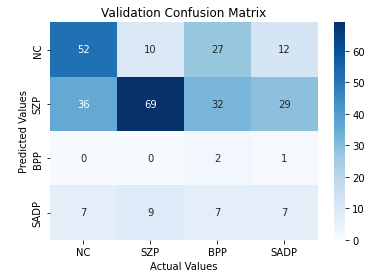 Validation Confusion Matrix
NC 52 10 27 12
SZP 36 69 32 29
BPP 0 0 2 1
SADP 7 9 7 7
NC SZP BPP SADP
Predicted Values
Actual Values
60
50
40
30
20
10
0